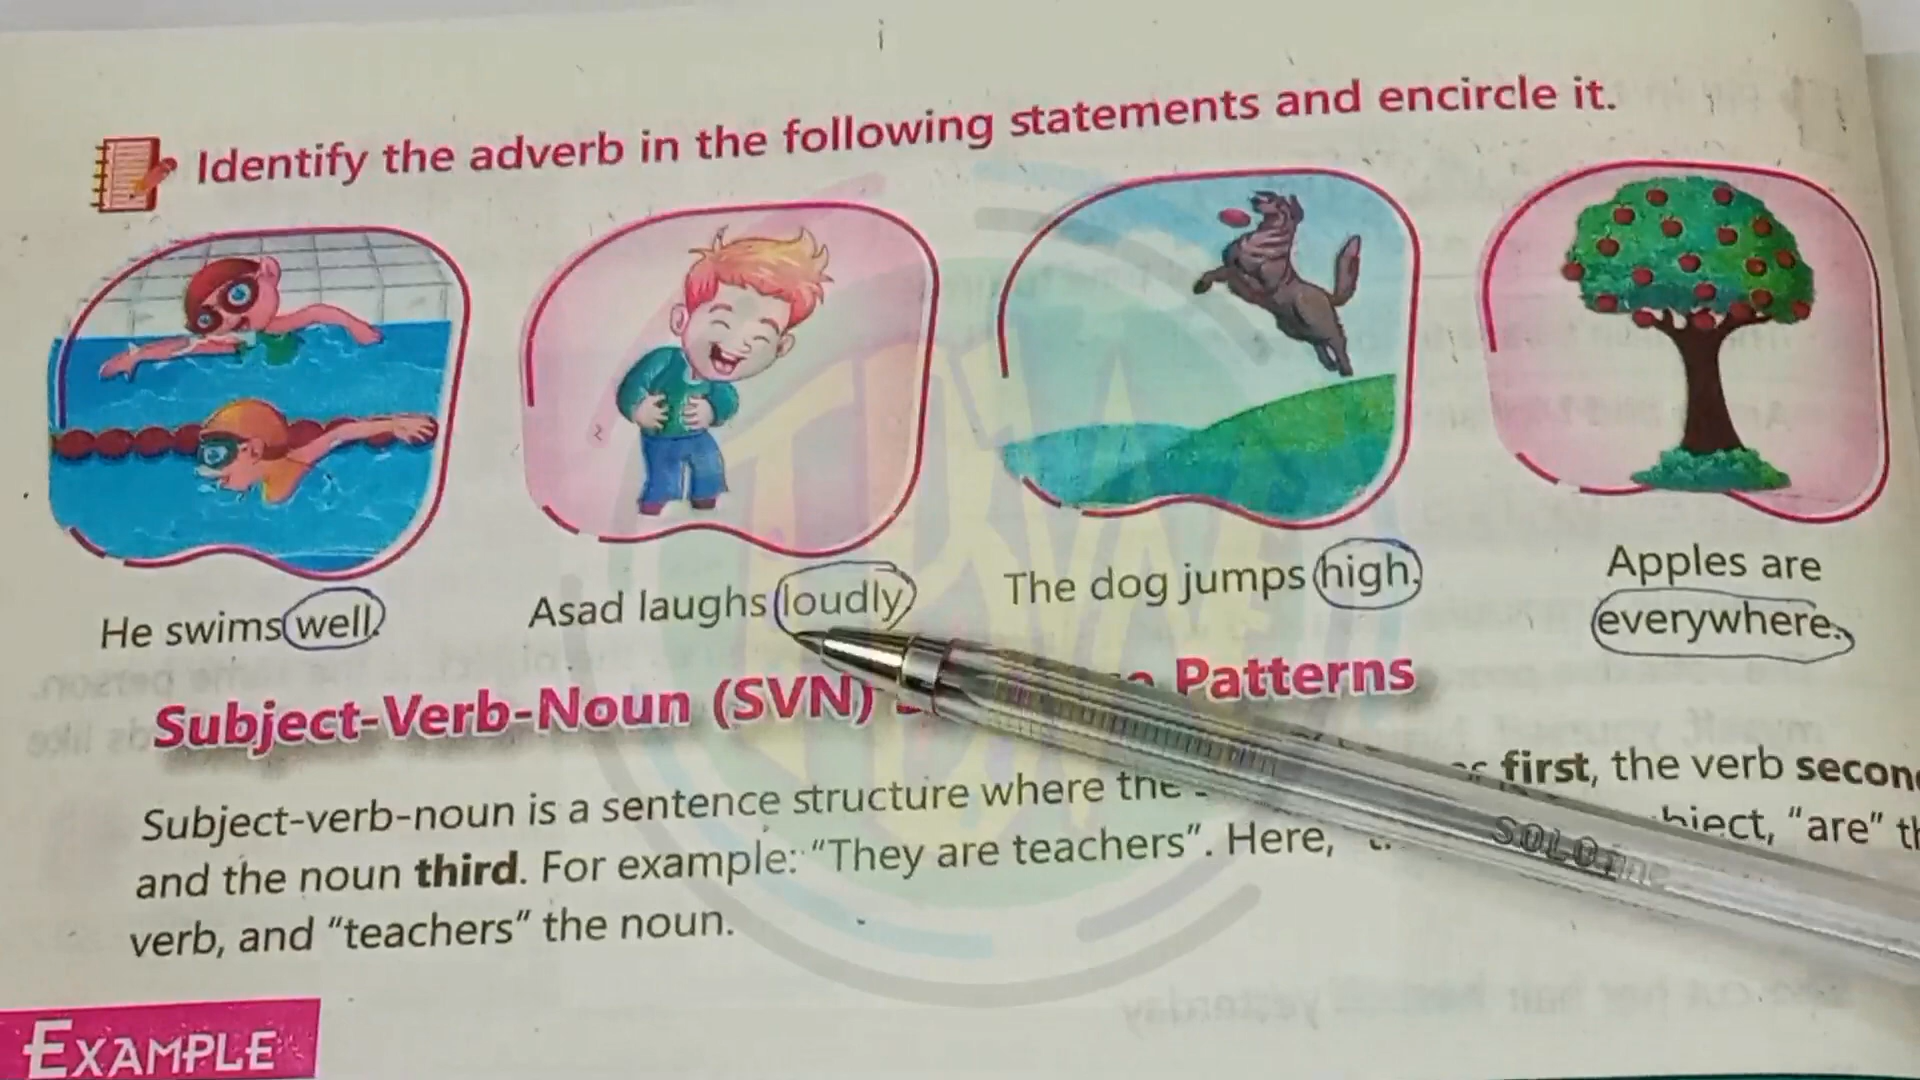 Identify the adverb in the following statements and encircle it.
He swims well.
Asad laughs loudly.
The dog jumps high.
Apples are
everywhere.
Subject-Verb-Noun (SVN) Patterns
Subject-verb-noun is a sentence structure where the first, the verb
and the noun third. For example: "They are teachers". Here, "are"
verb, and "teachers" the noun.
EXAMPLE
SOLO